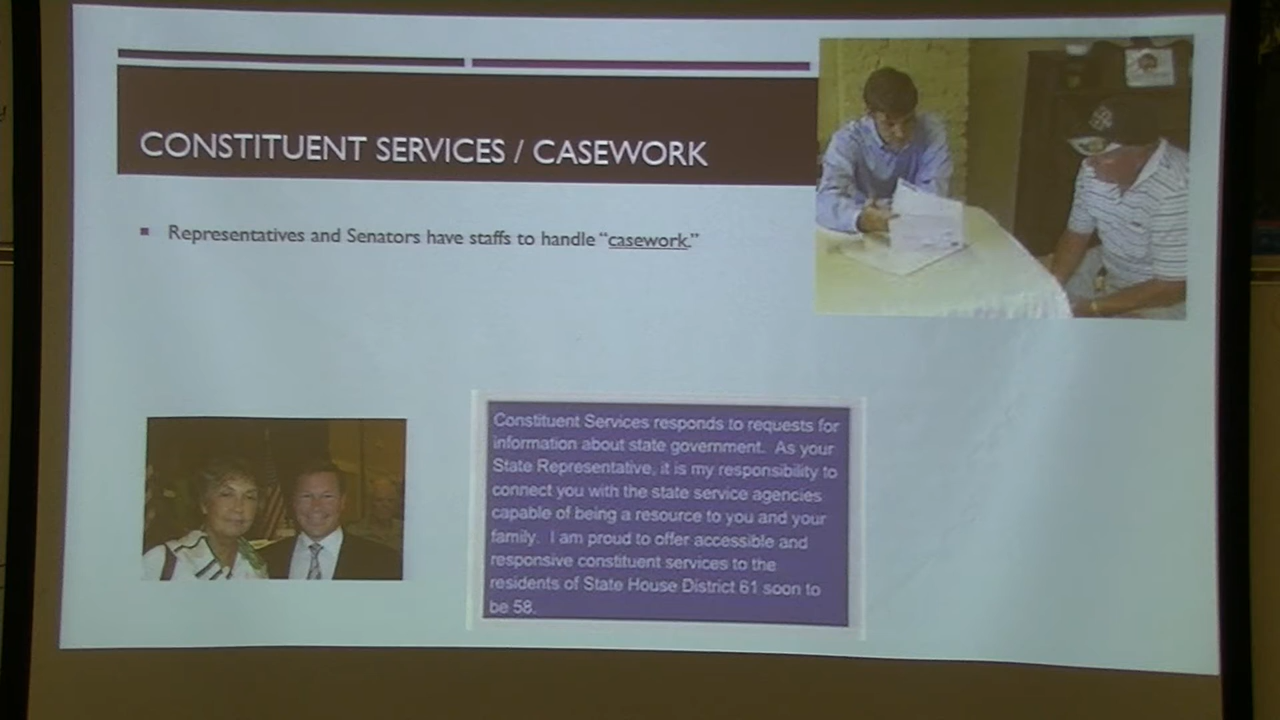 CONSTITUENT SERVICES / CASEWORK
Representatives and Senators have staffs to handle “casework.”
Constituent Services responds to requests for
information about state government. As your
State Representative, it is my responsibility to
connect you with the state service agencies
capable of being a resource to you and your
family. I am proud to offer accessible and
responsive constituent services to the
residents of State House District 61 soon to
be 58.